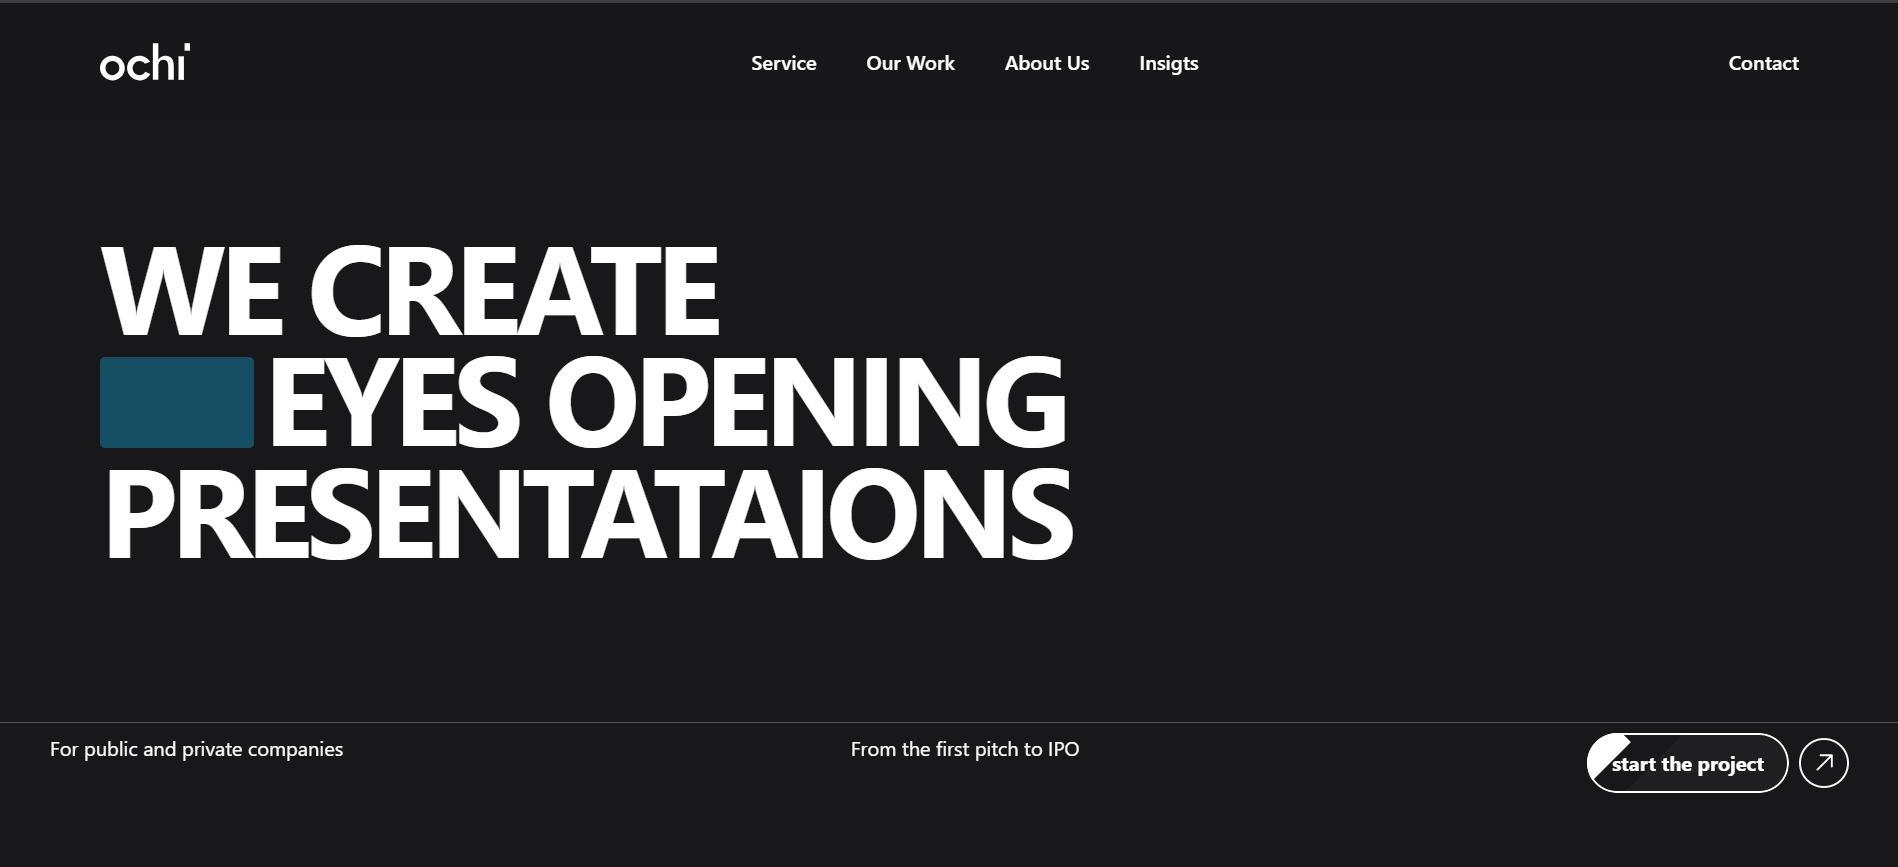 ochi
Service Our Work About Us Insigts Contact
WE CREATE
EYES OPENING
PRESENTATAIONS
For public and private companies From the first pitch to IPO start the project